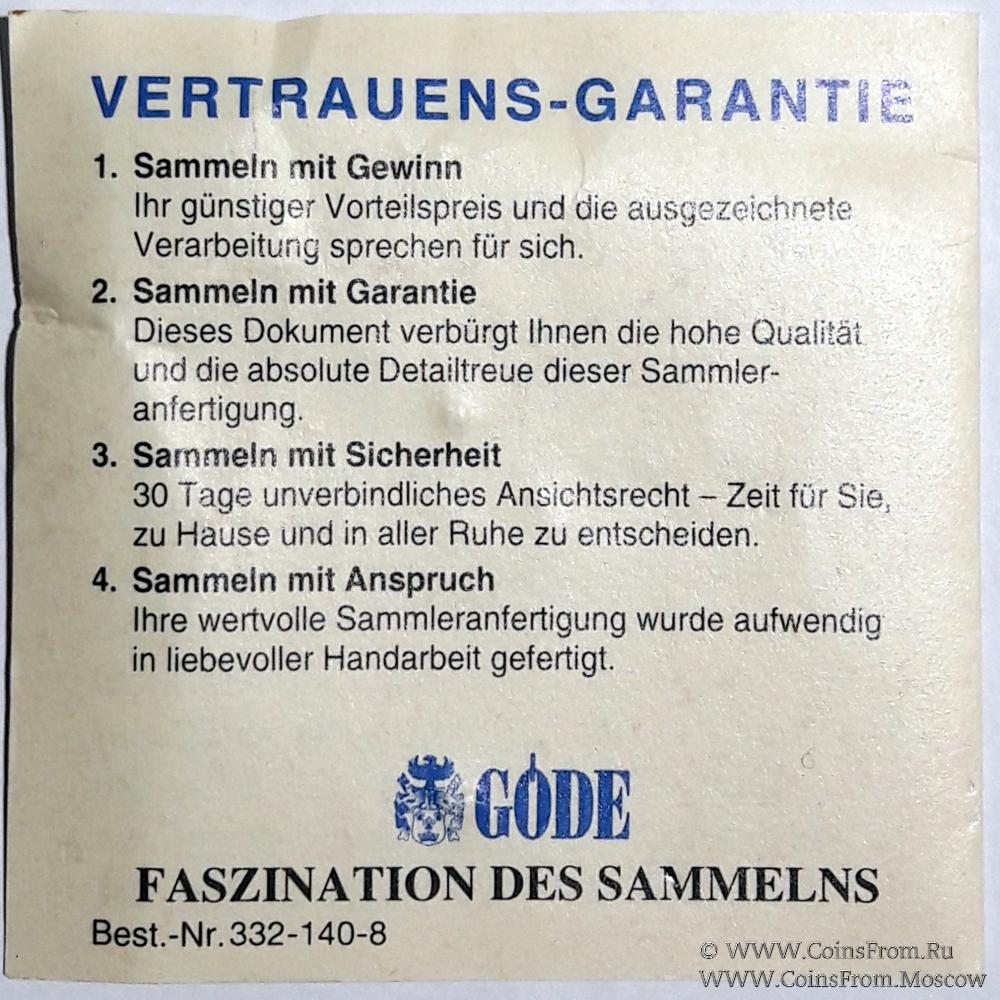 VERTRAUENS-GARANTIE
1. Sammeln mit Gewinn
Ihr günstiger Vorteilspreis und die ausgezeichnete
Verarbeitung sprechen für sich.
2. Sammeln mit Garantie
Dieses Dokument verbürgt Ihnen die hohe Qualität
und die absolute Detailtreue dieser Sammler-
anfertigung.
3. Sammeln mit Sicherheit
30 Tage unverbindliches Ansichtsrecht – Zeit für Sie,
zu Hause und in aller Ruhe zu entscheiden.
4. Sammeln mit Anspruch
Ihre wertvolle Sammleranfertigung wurde aufwendig
in liebevoller Handarbeit gefertigt.
GÖDE
FASZINATION DES SAMMELNS
Best.-Nr. 332-140-8
© WWW.CoinsFrom.Ru
WWW.CoinsFrom.Moscow